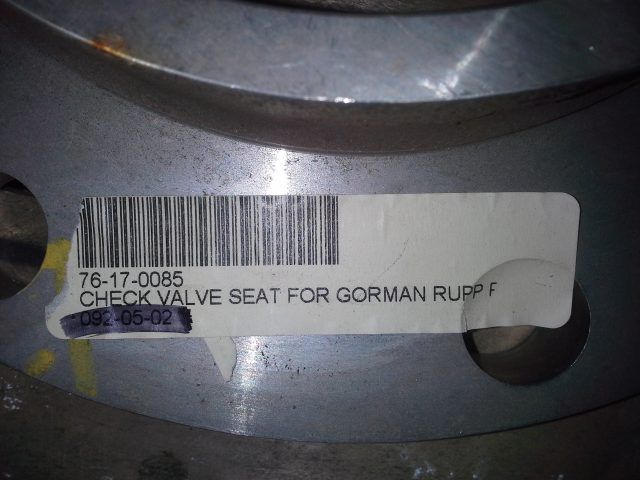 76-17-0085
CHECK VALVE SEAT FOR GORMAN RUPP F
092-05-02